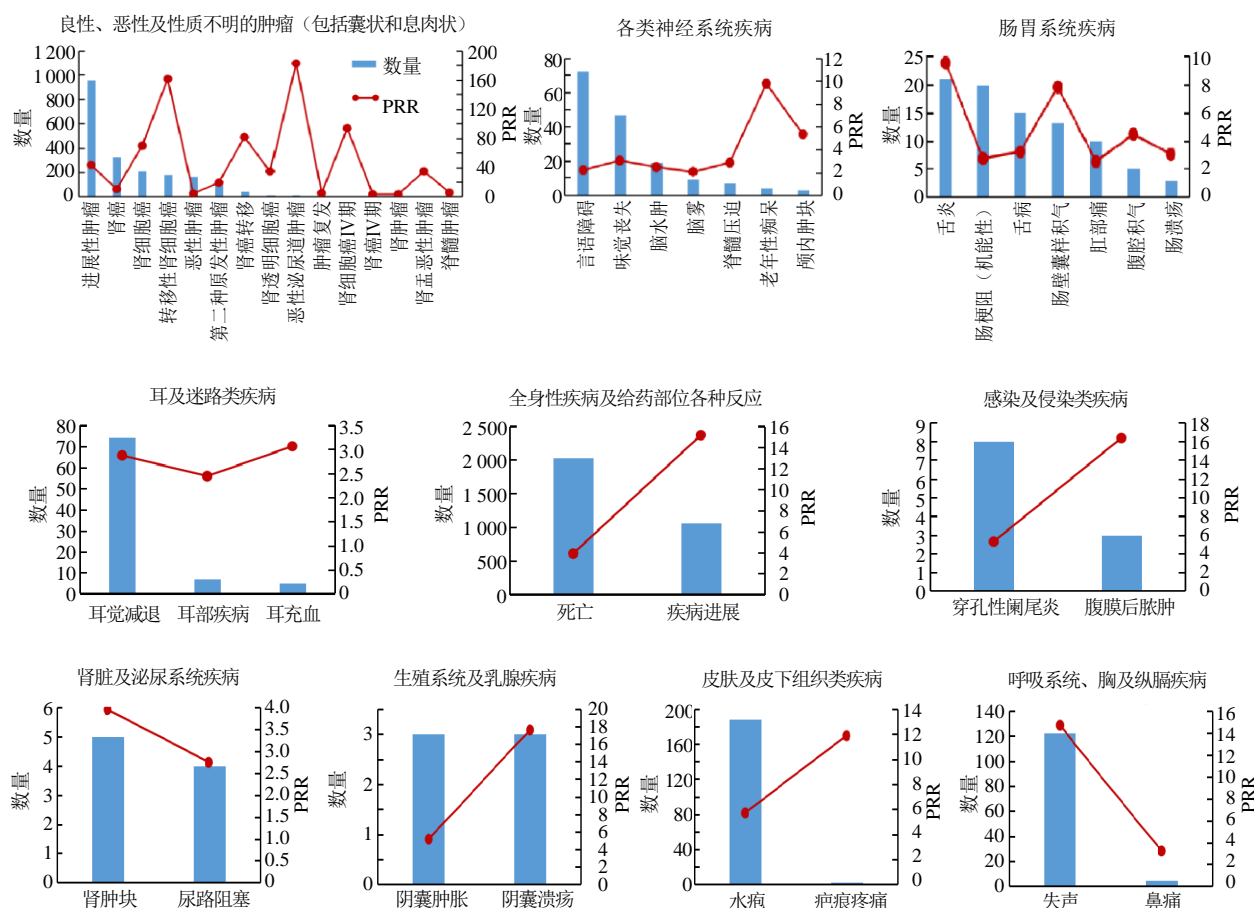 良性、恶性及性质不明的肿瘤（包括囊状和息肉状）
1 200
1 000
800
600
400
200
0
数量
200
160
120
80
40
0
PRR
数量
PRR
进展性肿瘤
肾癌
肾细胞癌
转移性肾细胞癌
恶性肿瘤
第二种原发性肿瘤
肾癌转移
肾透明细胞癌
恶性泌尿道肿瘤
肿瘤复发
肾细胞癌IV期
肾癌IV期
肾肿瘤
肾盂恶性肿瘤
脊髓肿瘤
各类神经系统疾病
80
60
40
20
0
数量
12
10
8
6
4
2
0
PRR
言语障碍
味觉丧失
脑水肿
脑雾
脊髓压迫
老年性痴呆
颅内肿块
肠胃系统疾病
25
20
15
10
5
0
数量
10
8
6
4
2
0
PRR
舌炎
肠梗阻（机能性）
舌病
肠壁囊样积气
肛部痛
腹腔积气
肠溃疡
耳及迷路类疾病
80
70
60
50
40
30
20
10
0
数量
3.5
3.0
2.5
2.0
1.5
1.0
0.5
0
PRR
耳觉减退
耳部疾病
耳充血
全身性疾病及给药部位各种反应
2 500
2 000
1 500
1 000
500
0
数量
16
14
12
10
8
6
4
2
0
PRR
死亡
疾病进展
感染及侵染类疾病
9
8
7
6
5
4
3
2
1
0
数量
18
16
14
12
10
8
6
4
2
0
PRR
穿孔性阑尾炎
腹膜后脓肿
肾脏及泌尿系统疾病
6
5
4
3
2
1
0
数量
4.0
3.5
3.0
2.5
2.0
1.5
1.0
0.5
0
PRR
肾肿块
尿路阻塞
生殖系统及乳腺疾病
3
2
1
0
数量
20
18
16
14
12
10
8
6
4
2
0
PRR
阴囊肿胀
阴囊溃疡
皮肤及皮下组织类疾病
200
160
120
80
40
0
数量
14
12
10
8
6
4
2
0
PRR
水疱
疤痕疼痛
呼吸系统、胸及纵膈疾病
140
120
100
80
60
40
20
0
数量
16
14
12
10
8
6
4
2
0
PRR
失声
鼻痛